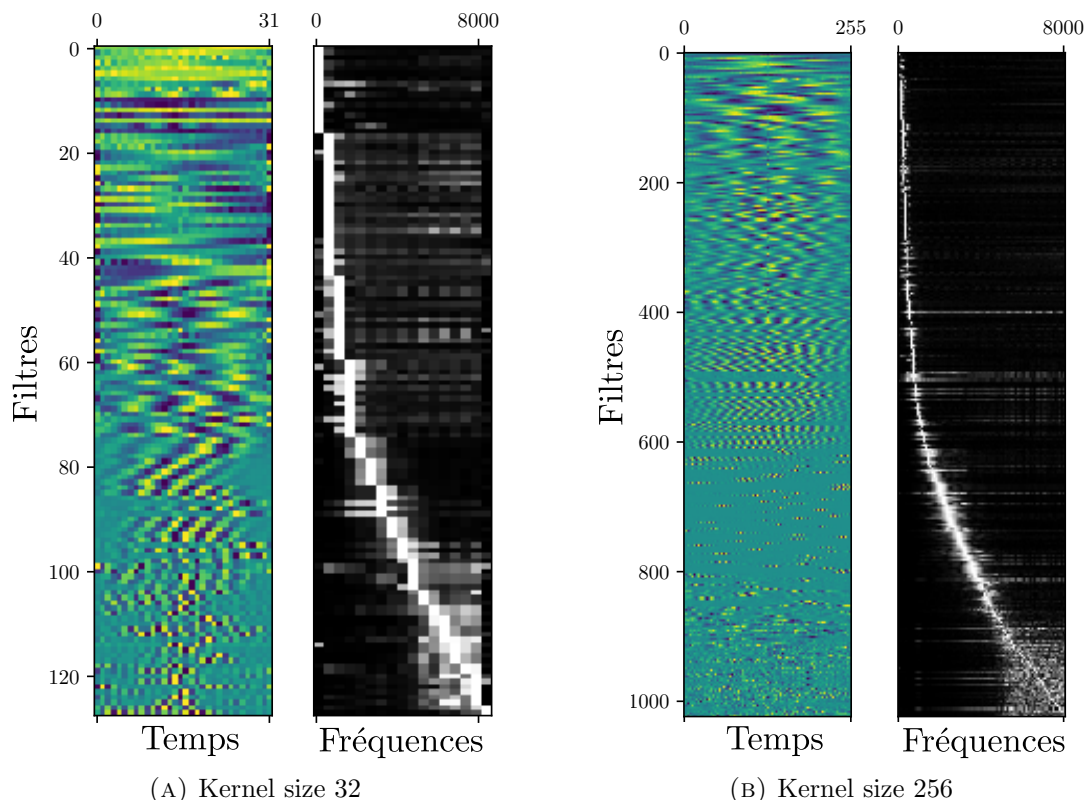 0 31 0 8000
0
20
40
60
80
100
120
Filtres
Temps Fréquences
(A) Kernel size 32
0 255 0 8000
0
200
400
600
800
1000
Filtres
Temps Fréquences
(B) Kernel size 256